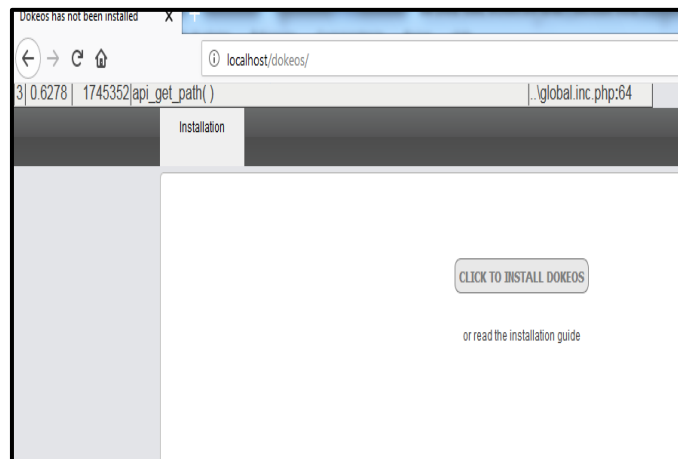 Dokeos has not been installed X +
localhost/dokeos/
3 0.6278 1745352 api_get_path( ) ..\global.inc.php:64
Installation
CLICK TO INSTALL DOKEOS
or read the installation guide